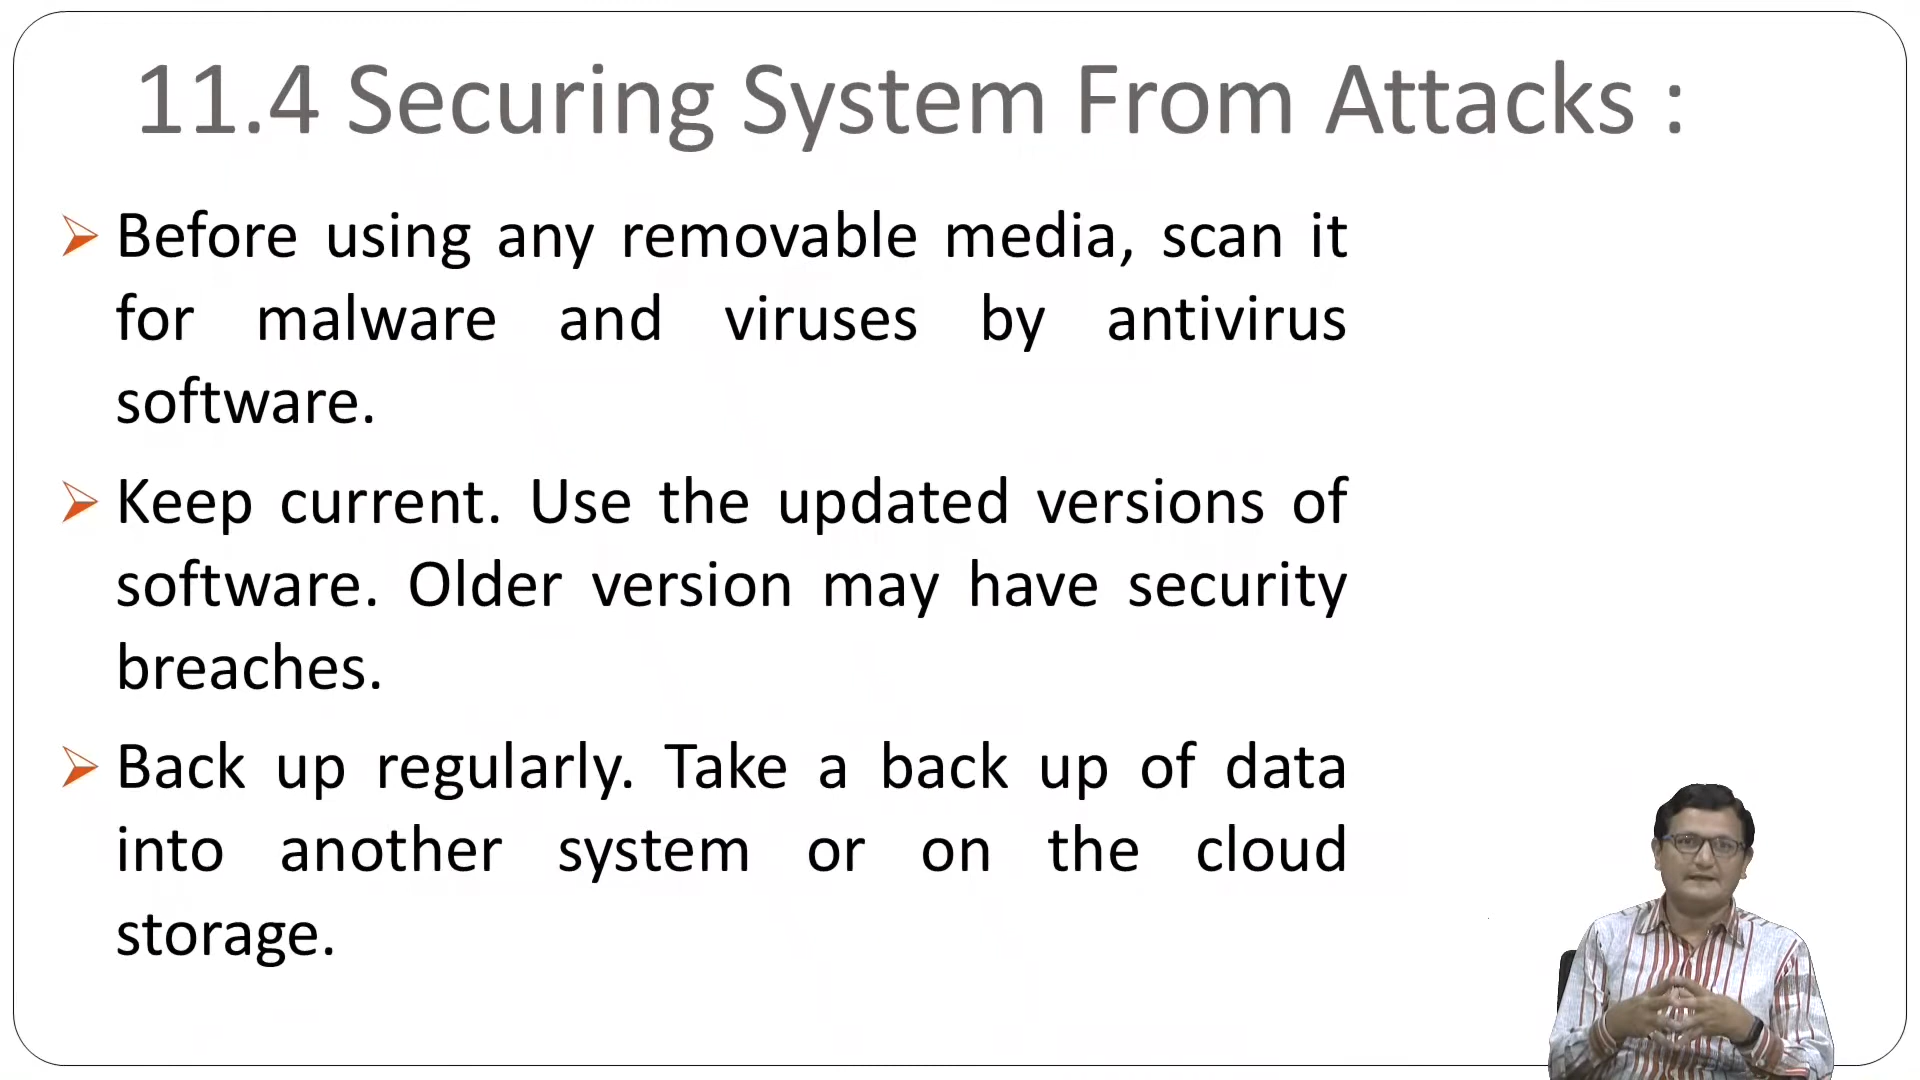 11.4 Securing System From Attacks :
Before using any removable media, scan it
for malware and viruses by antivirus
software.
Keep current. Use the updated versions of
software. Older version may have security
breaches.
Back up regularly. Take a back up of data
into another system or on the cloud
storage.